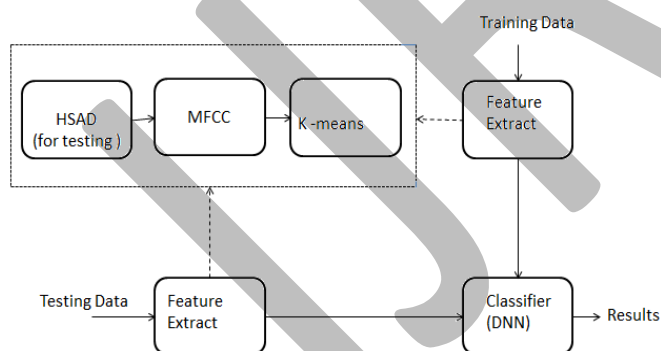 Training Data
HSAD
(for testing )
MFCC
K -means
Feature
Extract
Testing Data
Feature
Extract
Classifier
(DNN)
Results